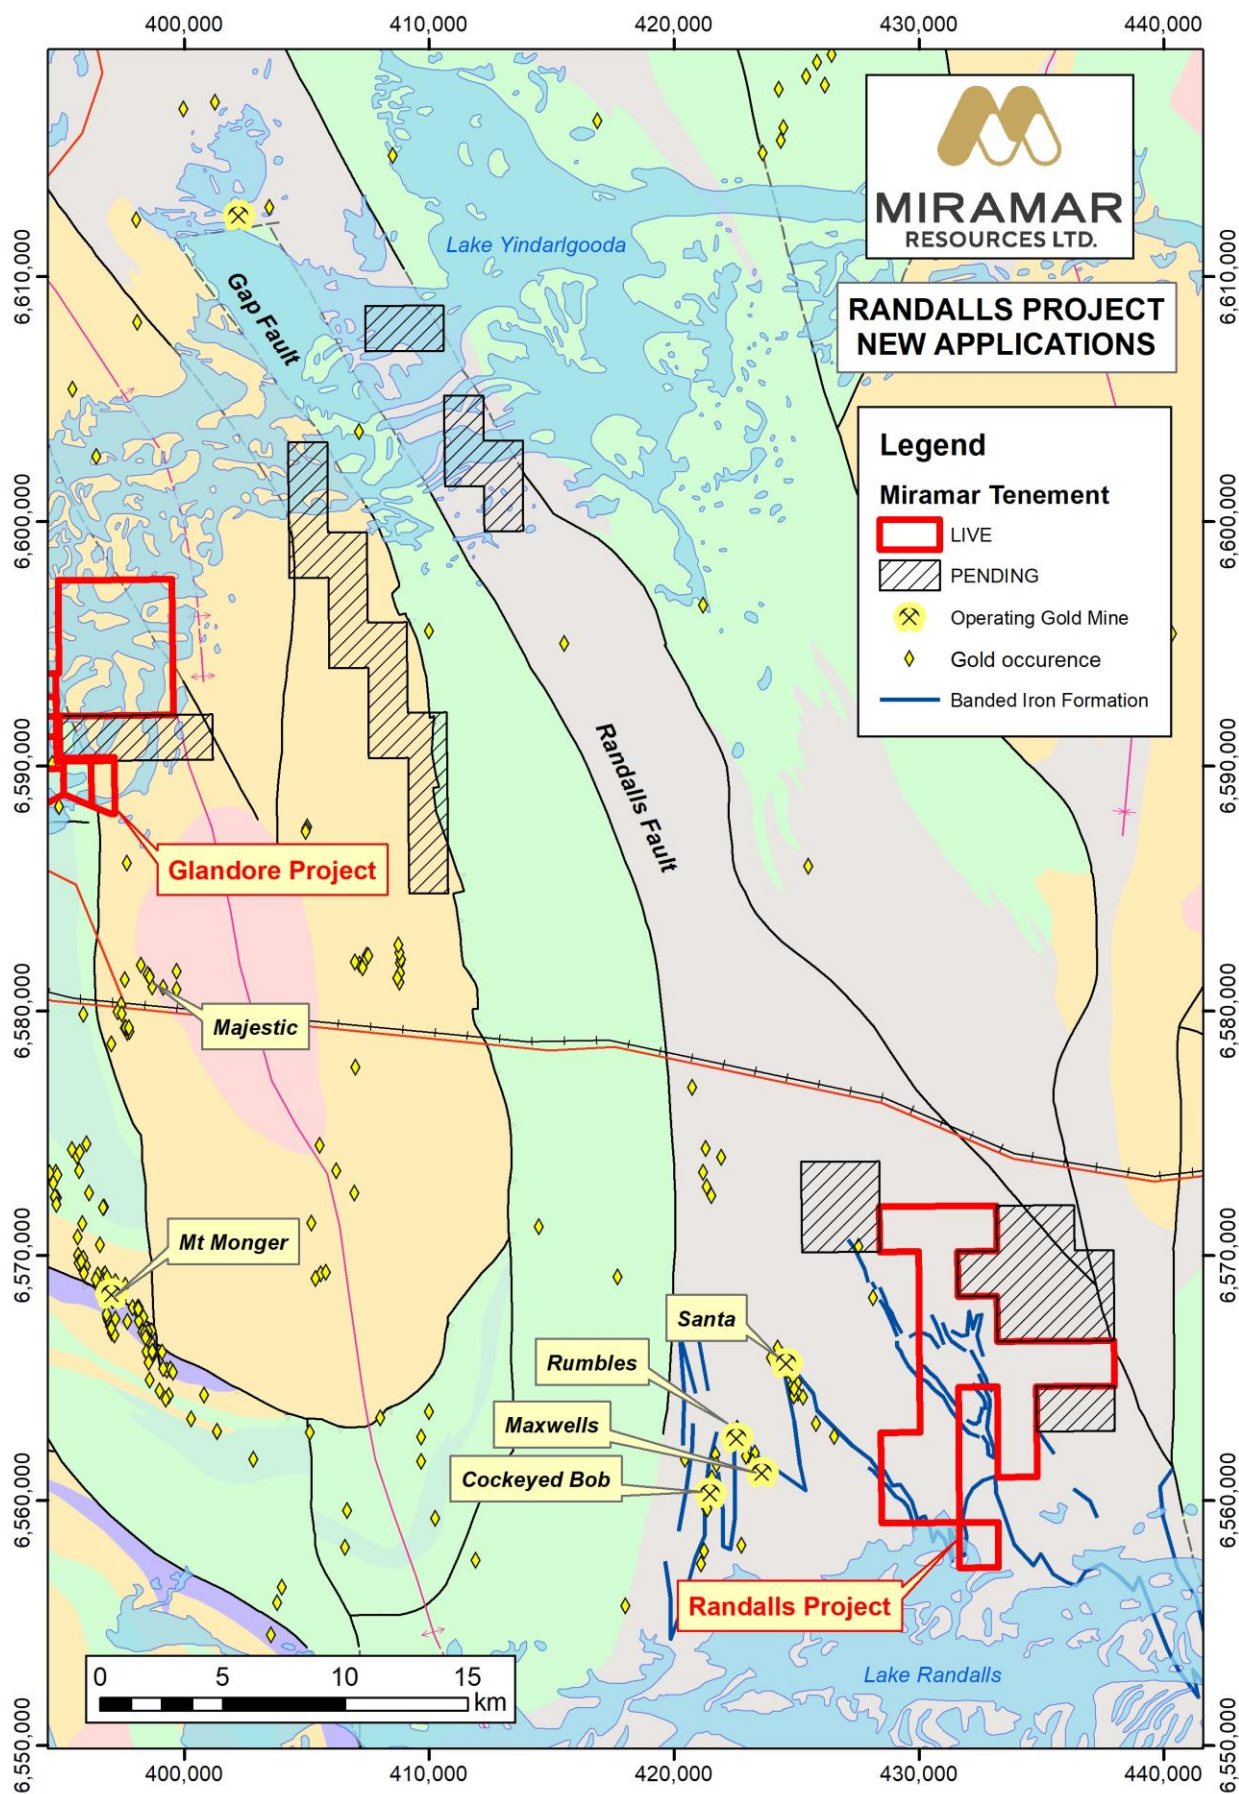 400,000
410,000
420,000
430,000
440,000
MIRAMAR
RESOURCES LTD.
RANDALLS PROJECT
NEW APPLICATIONS
Legend
Miramar Tenement
LIVE
PENDING
Operating Gold Mine
Gold occurence
Banded Iron Formation
Lake Yindarlgooda
Gap Fault
Randalls Fault
Glandore Project
Majestic
Mt Monger
Santa
Rumbles
Maxwells
Cockeyed Bob
Randalls Project
Lake Randalls
0
5
10
15
km
6,610,000
6,600,000
6,590,000
6,580,000
6,570,000
6,560,000
6,550,000
6,610,000
6,600,000
6,590,000
6,580,000
6,570,000
6,560,000
6,550,000
400,000
410,000
420,000
430,000
440,000